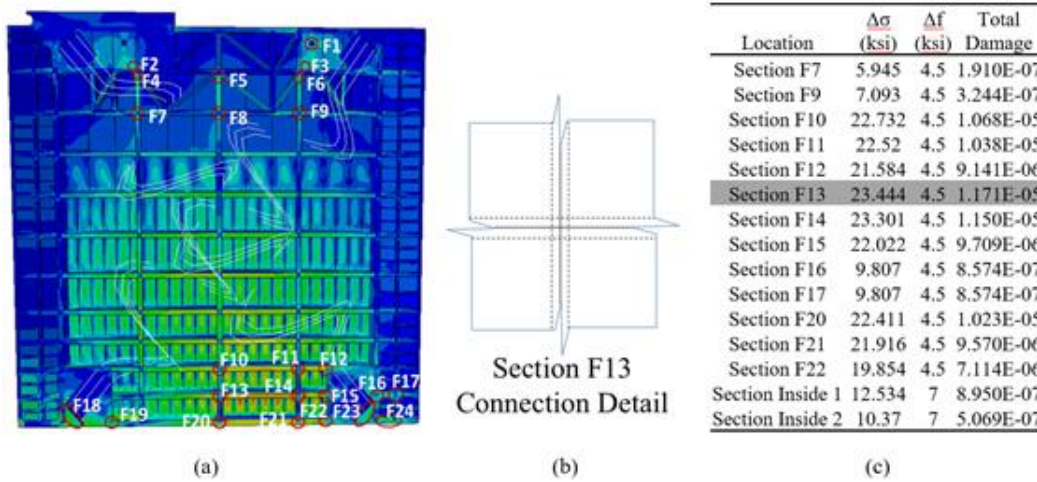 F1
F2
F3
F4
F5
F6
F7
F8
F9
F10
F11
F12
F13
F14
F15
F16
F17
F18
F19
F20
F21
F22
F23
F24
(a)
Section F13
Connection Detail
(b)
Δσ Δf Total
Location (ksi) (ksi) Damage
Section F7 5.945 4.5 1.910E-07
Section F9 7.093 4.5 3.244E-07
Section F10 22.732 4.5 1.068E-05
Section F11 22.52 4.5 1.038E-05
Section F12 21.584 4.5 9.141E-06
Section F13 23.444 4.5 1.171E-05
Section F14 23.301 4.5 1.150E-05
Section F15 22.022 4.5 9.709E-06
Section F16 9.807 4.5 8.574E-07
Section F17 9.807 4.5 8.574E-07
Section F20 22.411 4.5 1.023E-05
Section F21 21.916 4.5 9.570E-06
Section F22 19.854 4.5 7.114E-06
Section Inside 1 12.534 7 8.950E-07
Section Inside 2 10.37 7 5.069E-07
(c)